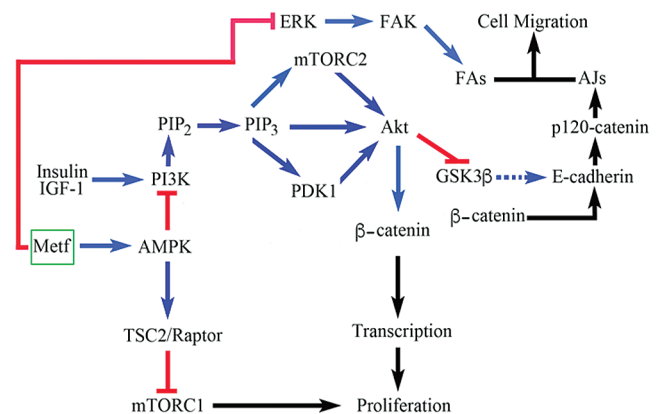 ERK
FAK
Cell Migration
mTORC2
FAs
AJs
PIP₂
PIP₃
Akt
p120-catenin
Insulin
IGF-1
PI3K
PDK1
GSK3β
E-cadherin
β-catenin
β-catenin
Metf
AMPK
TSC2/Raptor
Transcription
mTORC1
Proliferation